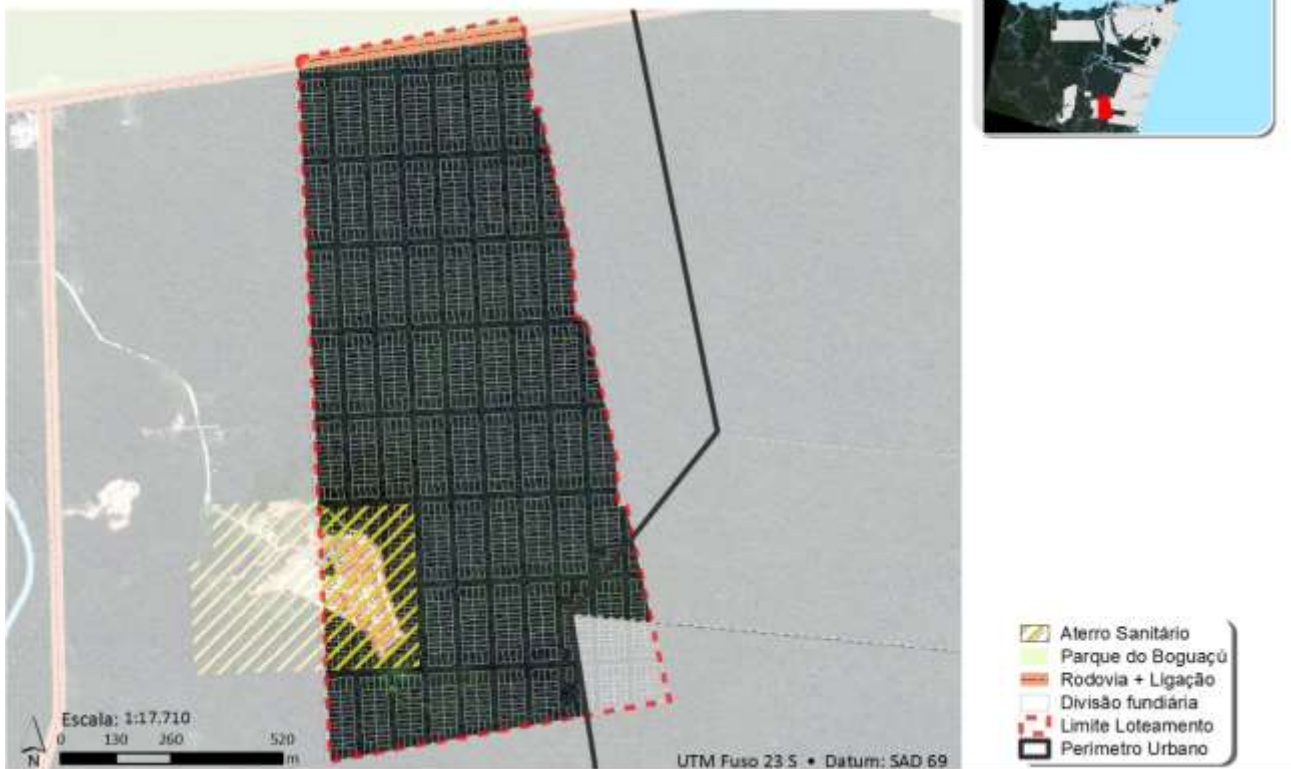 Escala: 1:17.710
0 130 260 520
m
N
UTM Fuso 23 S • Datum: SAD 69
Aterro Sanitário
Parque do Boguaçú
Rodovia + Ligação
Divisão fundiária
Limite Loteamento
Perímetro Urbano